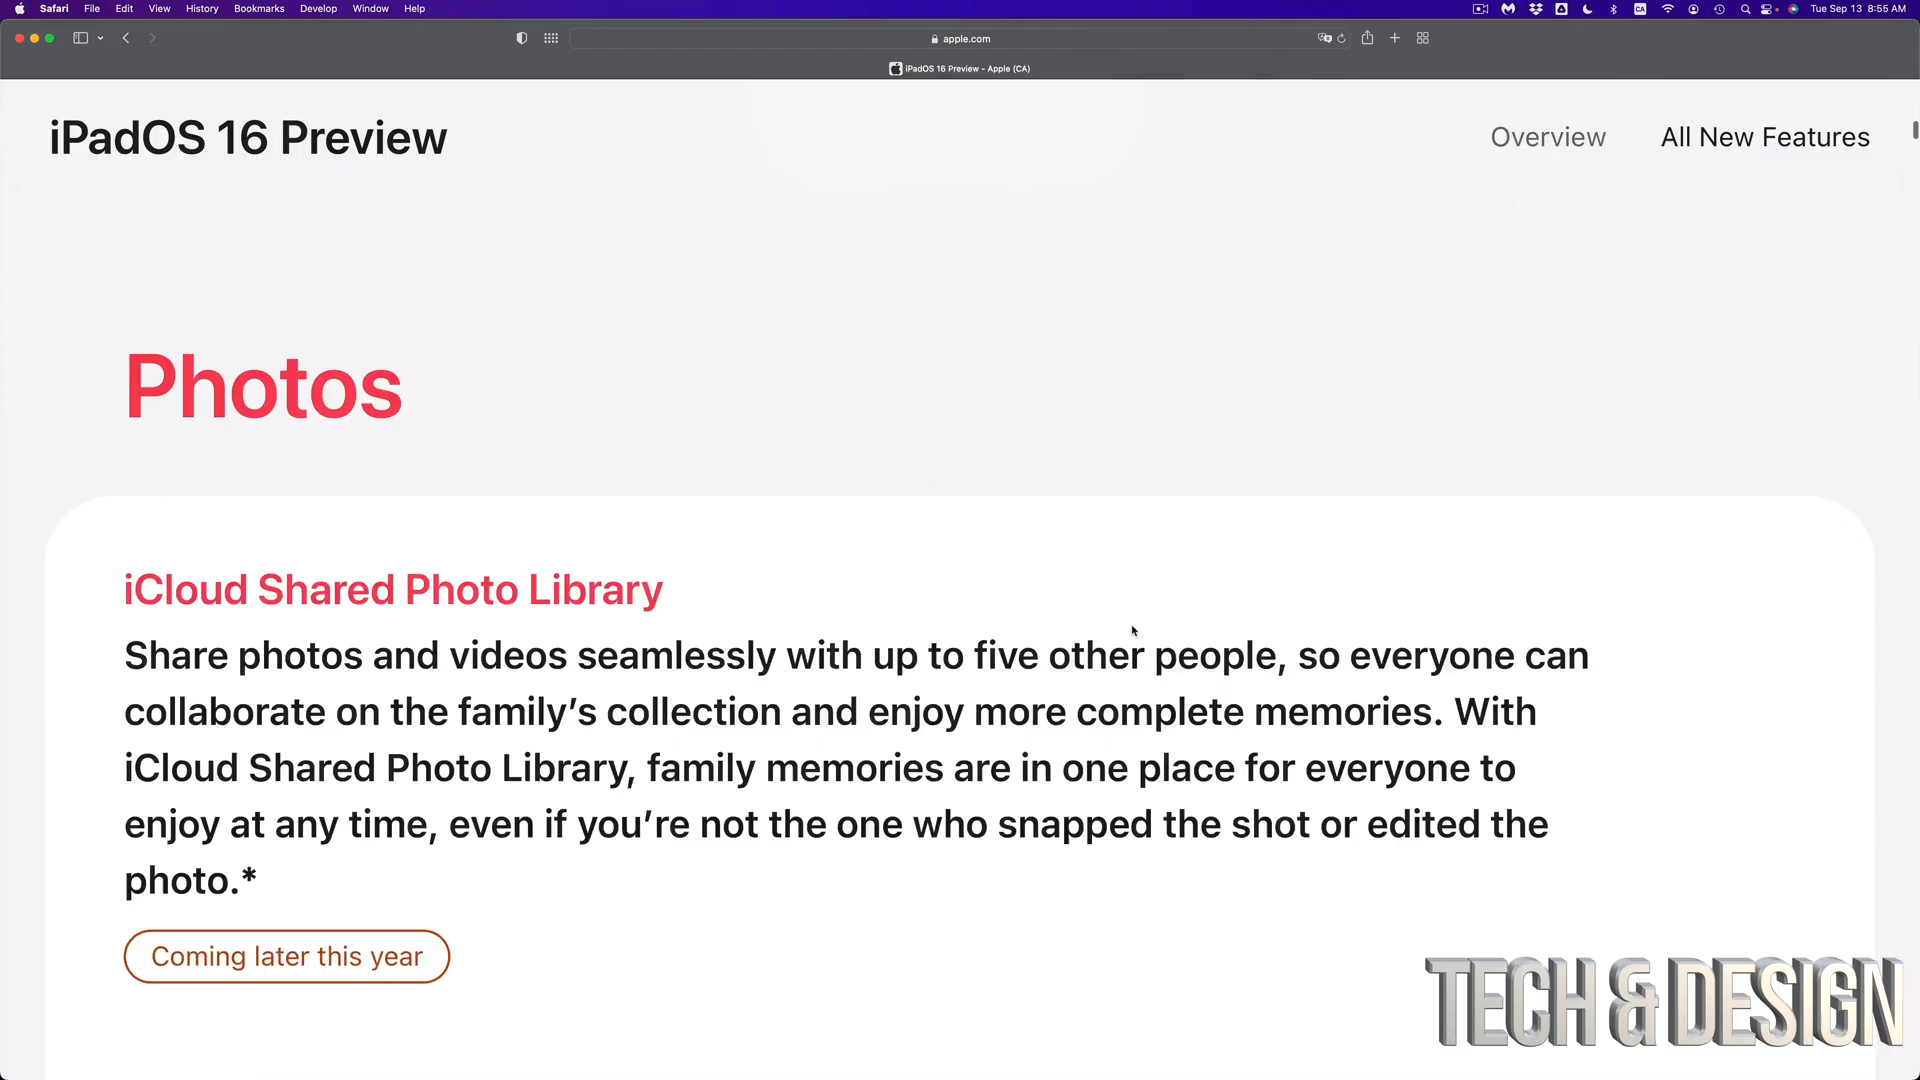 Safari File Edit View History Bookmarks Develop Window Help
CA
Tue Sep 13 8:55 AM
apple.com
iPadOS 16 Preview - Apple (CA)
iPadOS 16 Preview
Overview
All New Features
Photos
iCloud Shared Photo Library
Share photos and videos seamlessly with up to five other people, so everyone can
collaborate on the family’s collection and enjoy more complete memories. With
iCloud Shared Photo Library, family memories are in one place for everyone to
enjoy at any time, even if you’re not the one who snapped the shot or edited the
photo.*
Coming later this year
TECH & DESIGN